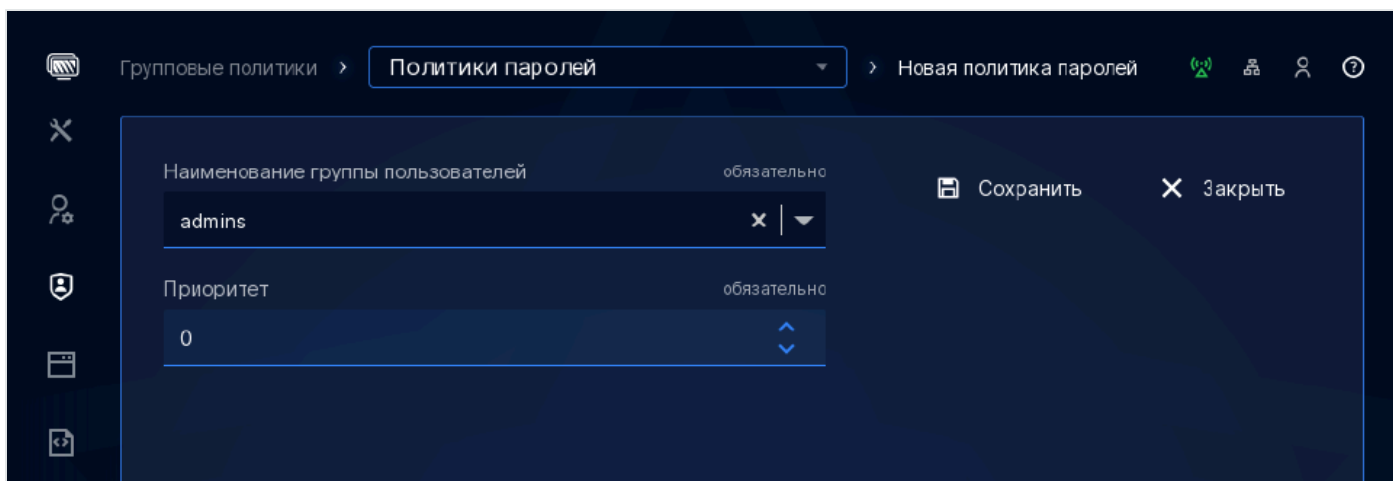 Групповые политики > Политики паролей > Новая политика паролей
Наименование группы пользователей обязательно
Сохранить Закрыть
admins
Приоритет обязательно
0